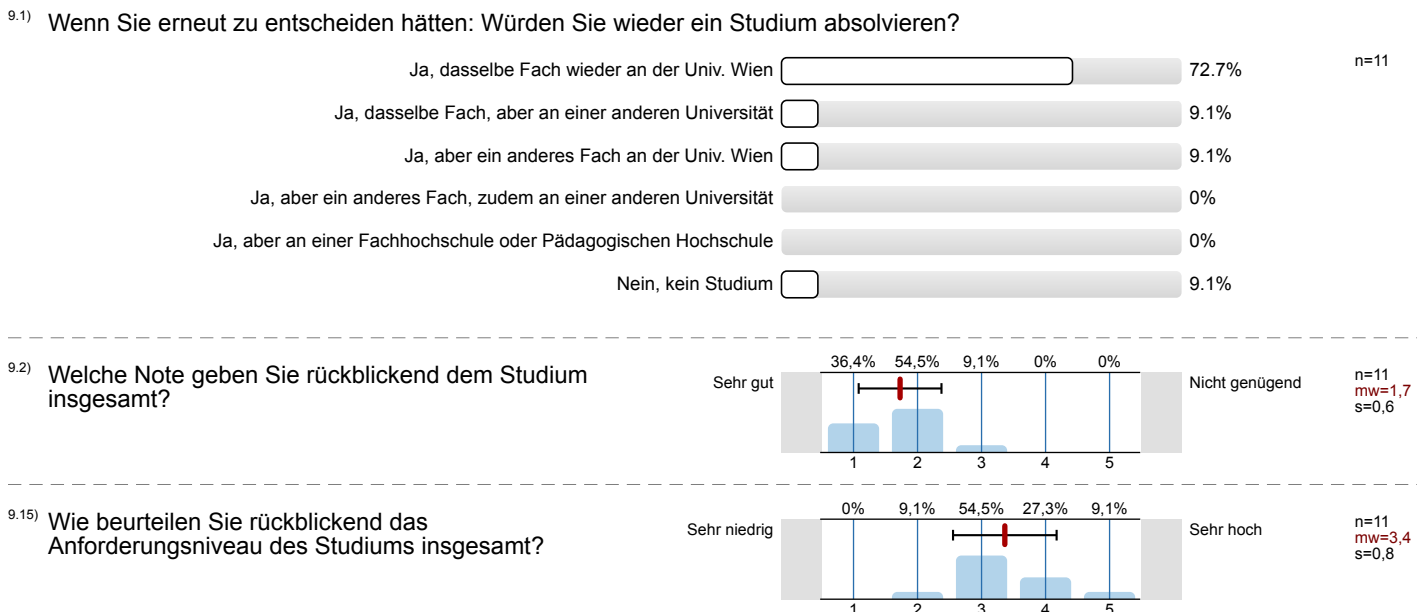 9.1) Wenn Sie erneut zu entscheiden hätten: Würden Sie wieder ein Studium absolvieren?
Ja, dasselbe Fach wieder an der Univ. Wien 72.7% n=11
Ja, dasselbe Fach, aber an einer anderen Universität 9.1%
Ja, aber ein anderes Fach an der Univ. Wien 9.1%
Ja, aber ein anderes Fach, zudem an einer anderen Universität 0%
Ja, aber an einer Fachhochschule oder Pädagogischen Hochschule 0%
Nein, kein Studium 9.1%
9.2) Welche Note geben Sie rückblickend dem Studium
insgesamt?
36,4% 54,5% 9,1% 0% 0%
Sehr gut Nicht genügend
n=11
mw=1,7
s=0,6
1 2 3 4 5
9.15) Wie beurteilen Sie rückblickend das
Anforderungsniveau des Studiums insgesamt?
0% 9,1% 54,5% 27,3% 9,1%
Sehr niedrig Sehr hoch
n=11
mw=3,4
s=0,8
1 2 3 4 5